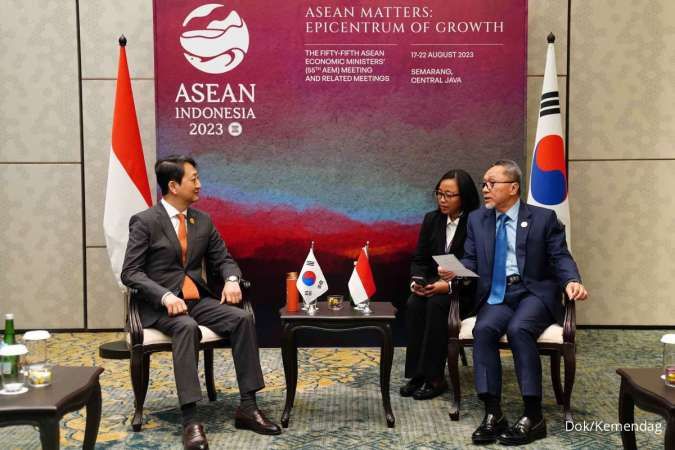 ASEAN MATTERS:
EPICENTRUM OF GROWTH
THE FIFTY-FIFTH ASEAN
ECONOMIC MINISTERS'
(55TH AEM) MEETING
AND RELATED MEETINGS
17-22 AUGUST 2023
SEMARANG,
CENTRAL JAVA
ASEAN
INDONESIA
2023
Dok/Kemendag